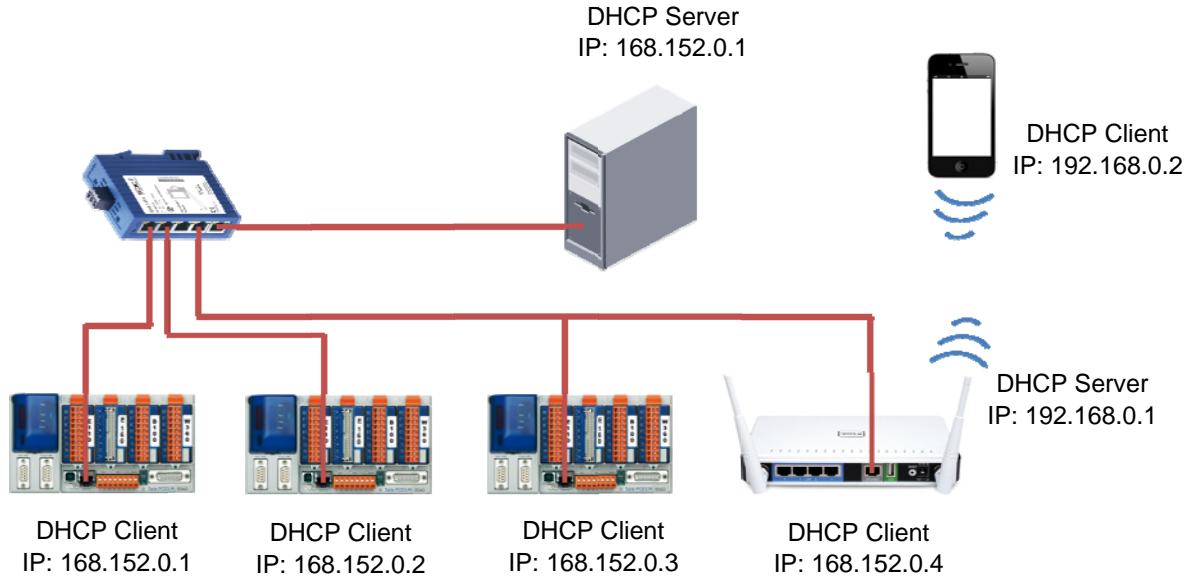 DHCP Server
IP: 168.152.0.1
DHCP Client
IP: 192.168.0.2
DHCP Server
IP: 192.168.0.1
DHCP Client
IP: 168.152.0.1
DHCP Client
IP: 168.152.0.2
DHCP Client
IP: 168.152.0.3
DHCP Client
IP: 168.152.0.4